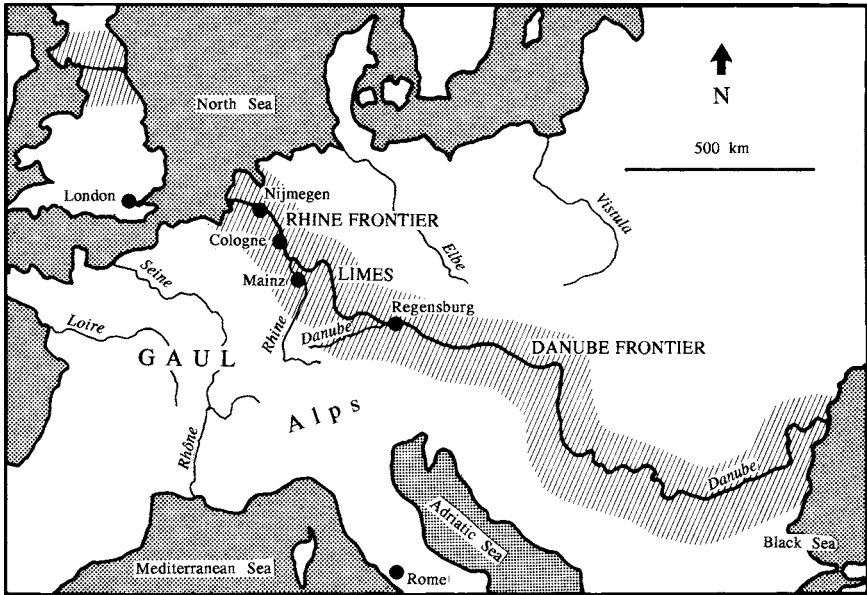 N
500 km
North Sea
London
Nijmegen
RHINE FRONTIER
Cologne
Vistula
Elbe
LIMES
Mainz
Seine
Regensburg
Loire
Rhine
Danube
DANUBE FRONTIER
GAUL
Alps
Rhône
Danube
Adriatic Sea
Black Sea
Mediterranean Sea
Rome